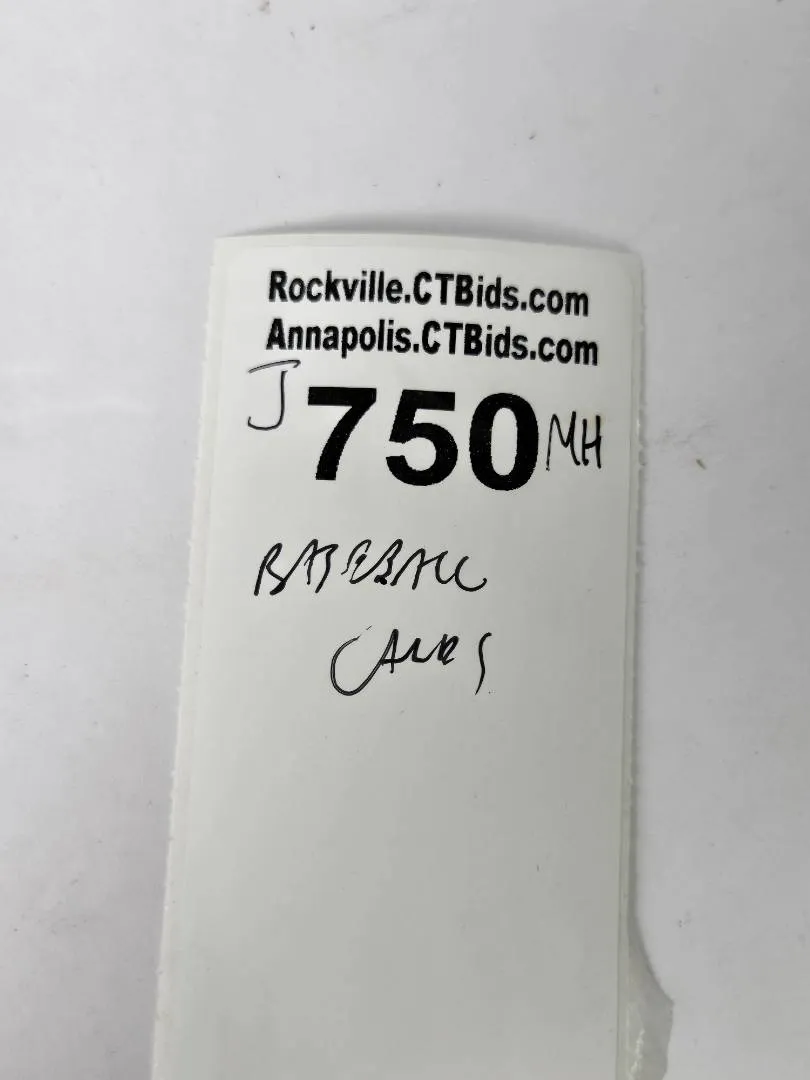 Rockville.CTBids.com
Annapolis.CTBids.com
J 750 MH
BASEBALL
CARDS